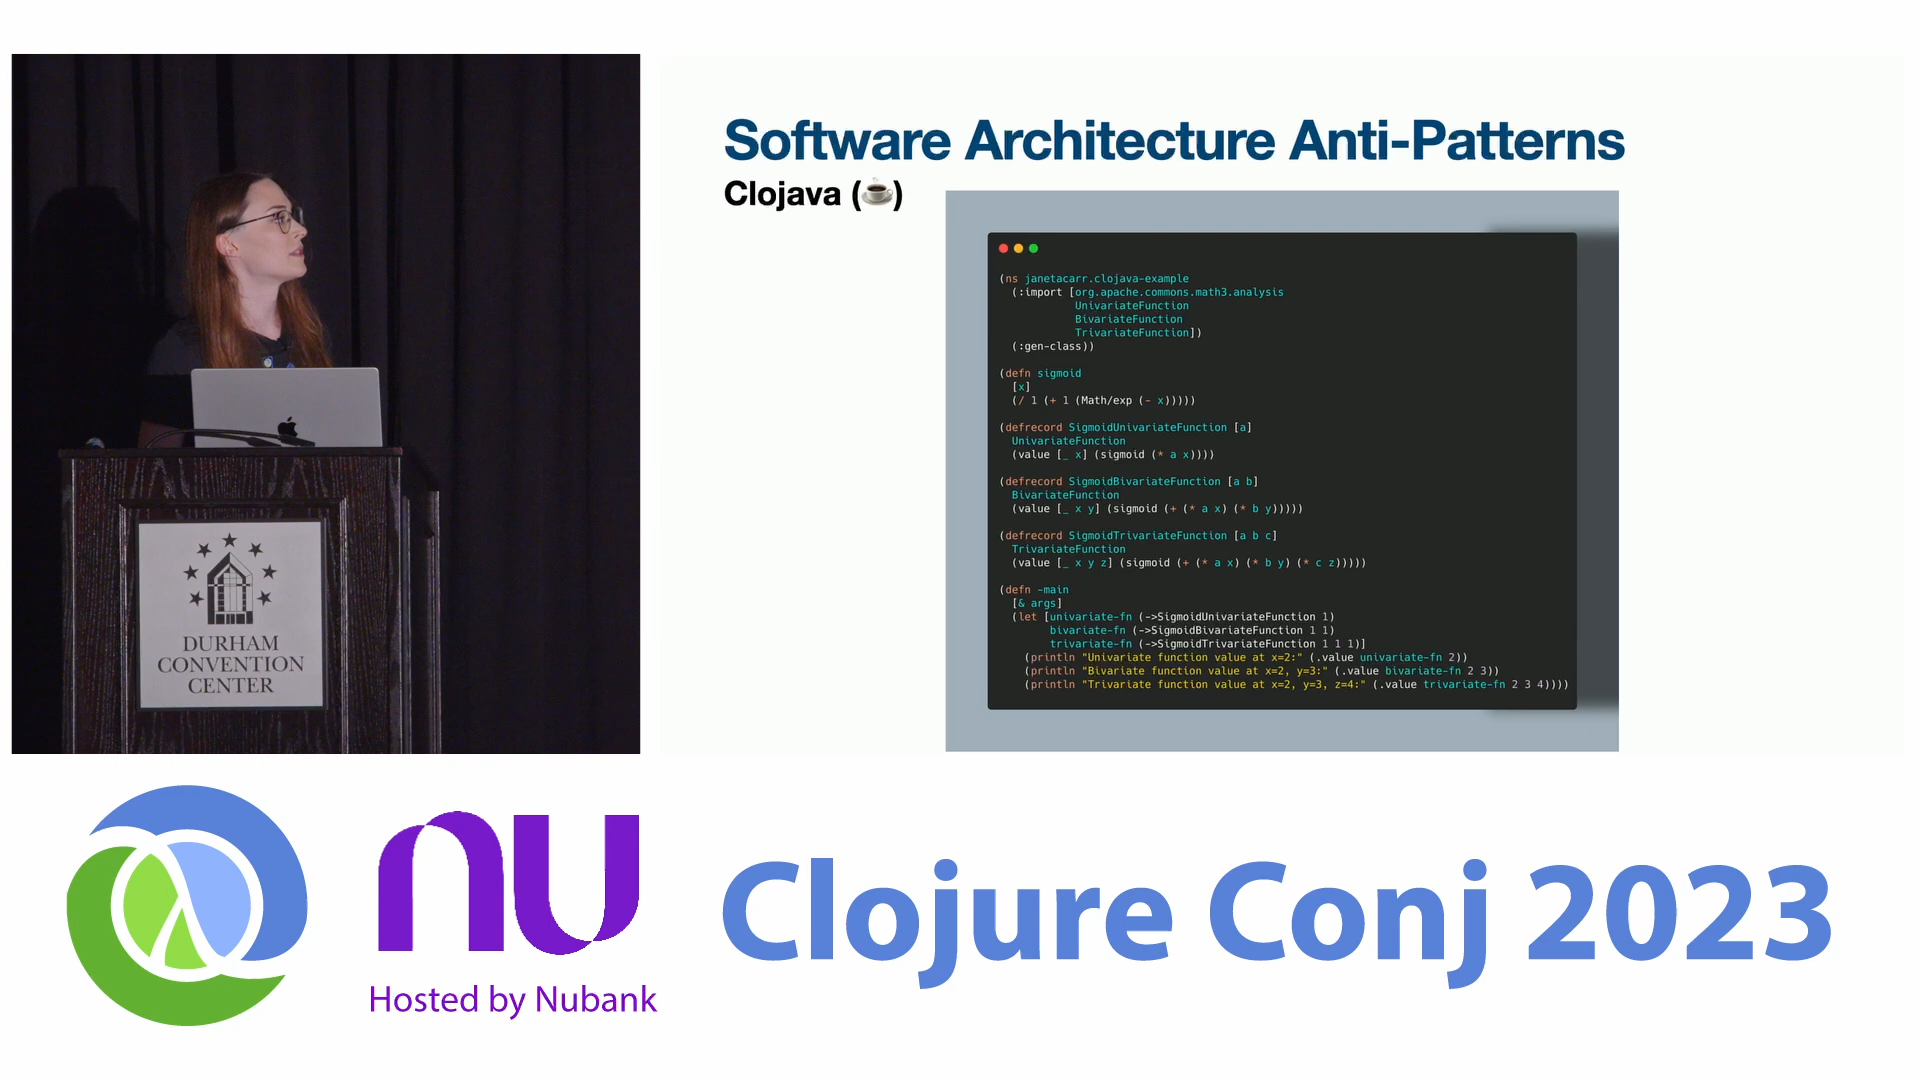 Software Architecture Anti-Patterns
Clojava (☕)
(ns janetacarr.clojava-example
(:import [org.apache.commons.math3.analysis
UnivariateFunction
BivariateFunction
TrivariateFunction])
(:gen-class))
(defn sigmoid
[x]
(/ 1 (+ 1 (Math/exp (- x)))))
(defrecord SigmoidUnivariateFunction [a]
UnivariateFunction
(value [_ x] (sigmoid (* a x))))
(defrecord SigmoidBivariateFunction [a b]
BivariateFunction
(value [_ x y] (sigmoid (+ (* a x) (* b y)))))
(defrecord SigmoidTrivariateFunction [a b c]
TrivariateFunction
(value [_ x y z] (sigmoid (+ (* a x) (* b y) (* c z)))))
(defn -main
[& args]
(let [univariate-fn (->SigmoidUnivariateFunction 1)
bivariate-fn (->SigmoidBivariateFunction 1 1)
trivariate-fn (->SigmoidTrivariateFunction 1 1 1)]
(println "Univariate function value at x=2:" (.value univariate-fn 2))
(println "Bivariate function value at x=2, y=3:" (.value bivariate-fn 2 3))
(println "Trivariate function value at x=2, y=3, z=4:" (.value trivariate-fn 2 3 4))))
DURHAM
CONVENTION
CENTER
nu
Hosted by Nubank
Clojure Conj 2023